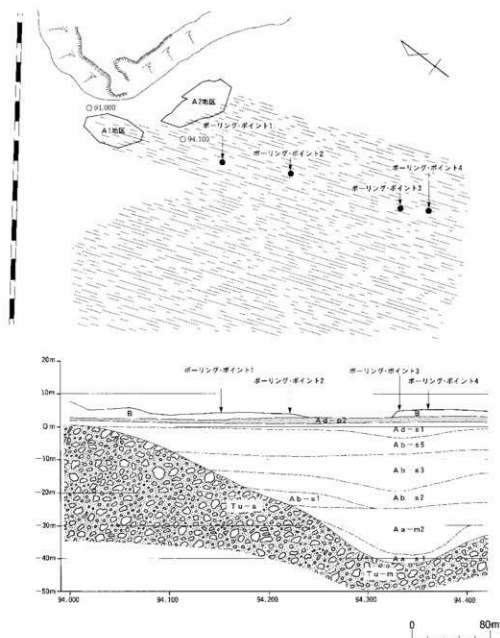 A2地区
○91.000
A1地区
○94.100
ボーリング・ポイント1
ボーリング・ポイント2
ボーリング・ポイント4
ボーリング・ポイント3
20m
ボーリング・ポイント1
ボーリング・ポイント3
ボーリング・ポイント2
ボーリング・ポイント4
10m
B
B
Ad-p2
0m
Ad-s1
Ab-s5
-10m
Ab s3
-20m
Ab-s1
Ab s2
Tu-s
-30m
Aa-m2
-40m
Aa-s1
Tu-m
-50m
94.000 94.100 94.200 94.300 94.400
0 80m